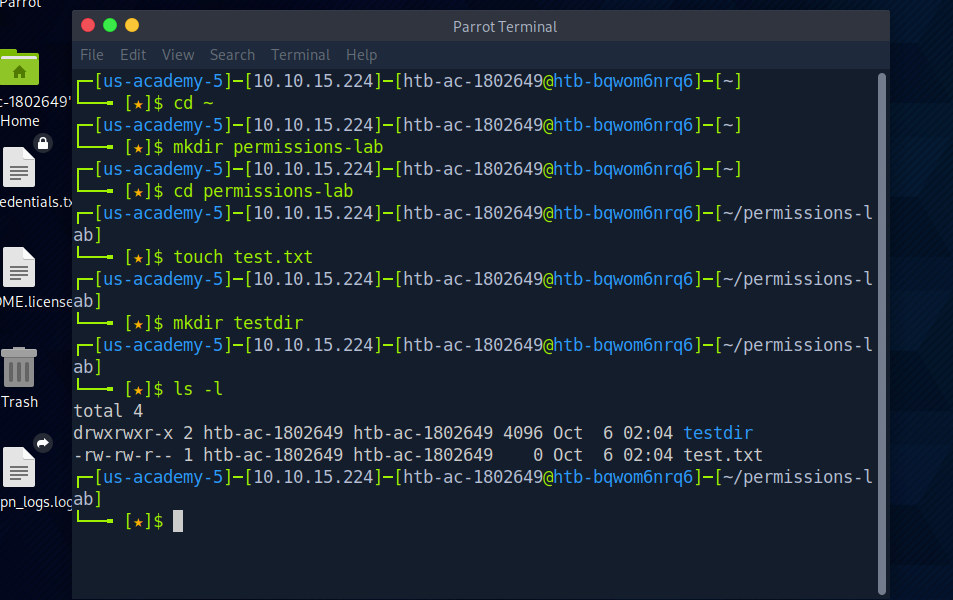 Parrot
Parrot Terminal
File Edit View Search Terminal Help
┌─[us-academy-5]─[10.10.15.224]─[htb-ac-1802649@htb-bqwom6nrq6]─[~]
└──╼ [★]$ cd ~
┌─[us-academy-5]─[10.10.15.224]─[htb-ac-1802649@htb-bqwom6nrq6]─[~]
└──╼ [★]$ mkdir permissions-lab
┌─[us-academy-5]─[10.10.15.224]─[htb-ac-1802649@htb-bqwom6nrq6]─[~]
└──╼ [★]$ cd permissions-lab
┌─[us-academy-5]─[10.10.15.224]─[htb-ac-1802649@htb-bqwom6nrq6]─[~/permissions-l
ab]
└──╼ [★]$ touch test.txt
┌─[us-academy-5]─[10.10.15.224]─[htb-ac-1802649@htb-bqwom6nrq6]─[~/permissions-l
ab]
└──╼ [★]$ mkdir testdir
┌─[us-academy-5]─[10.10.15.224]─[htb-ac-1802649@htb-bqwom6nrq6]─[~/permissions-l
ab]
└──╼ [★]$ ls -l
total 4
drwxrwxr-x 2 htb-ac-1802649 htb-ac-1802649 4096 Oct  6 02:04 testdir
-rw-rw-r-- 1 htb-ac-1802649 htb-ac-1802649    0 Oct  6 02:04 test.txt
┌─[us-academy-5]─[10.10.15.224]─[htb-ac-1802649@htb-bqwom6nrq6]─[~/permissions-l
ab]
└──╼ [★]$
c-1802649'
Home
edentials.tx
OME.license
Trash
pn_logs.log